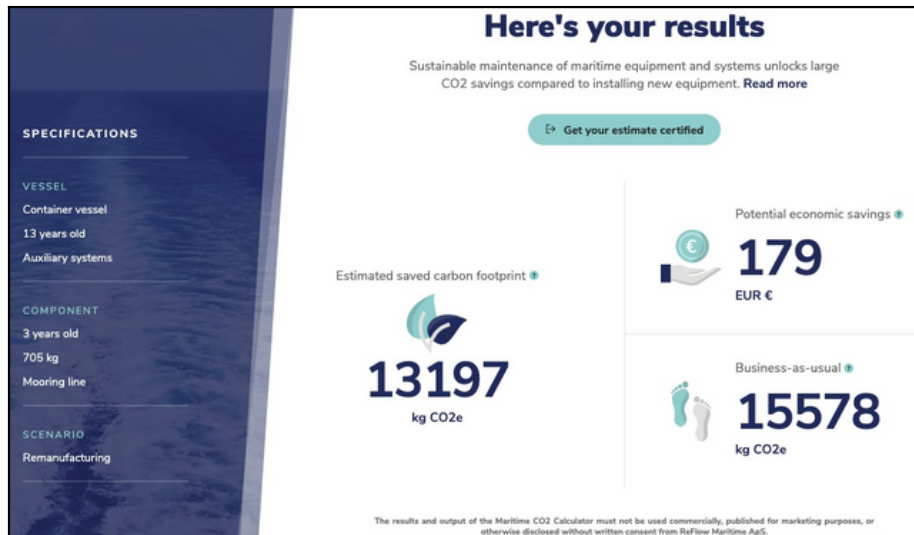 Here's your results
Sustainable maintenance of maritime equipment and systems unlocks large
CO2 savings compared to installing new equipment. Read more
Get your estimate certified
SPECIFICATIONS
VESSEL
Container vessel
13 years old
Auxiliary systems
COMPONENT
3 years old
705 kg
Mooring line
SCENARIO
Remanufacturing
Estimated saved carbon footprint ?
13197
kg CO2e
Potential economic savings ?
€
179
EUR €
Business-as-usual ?
15578
kg CO2e
The results and output of the Maritime CO2 Calculator must not be used commercially, published for marketing purposes, or
otherwise disclosed without written consent from ReFlow Maritime ApS.